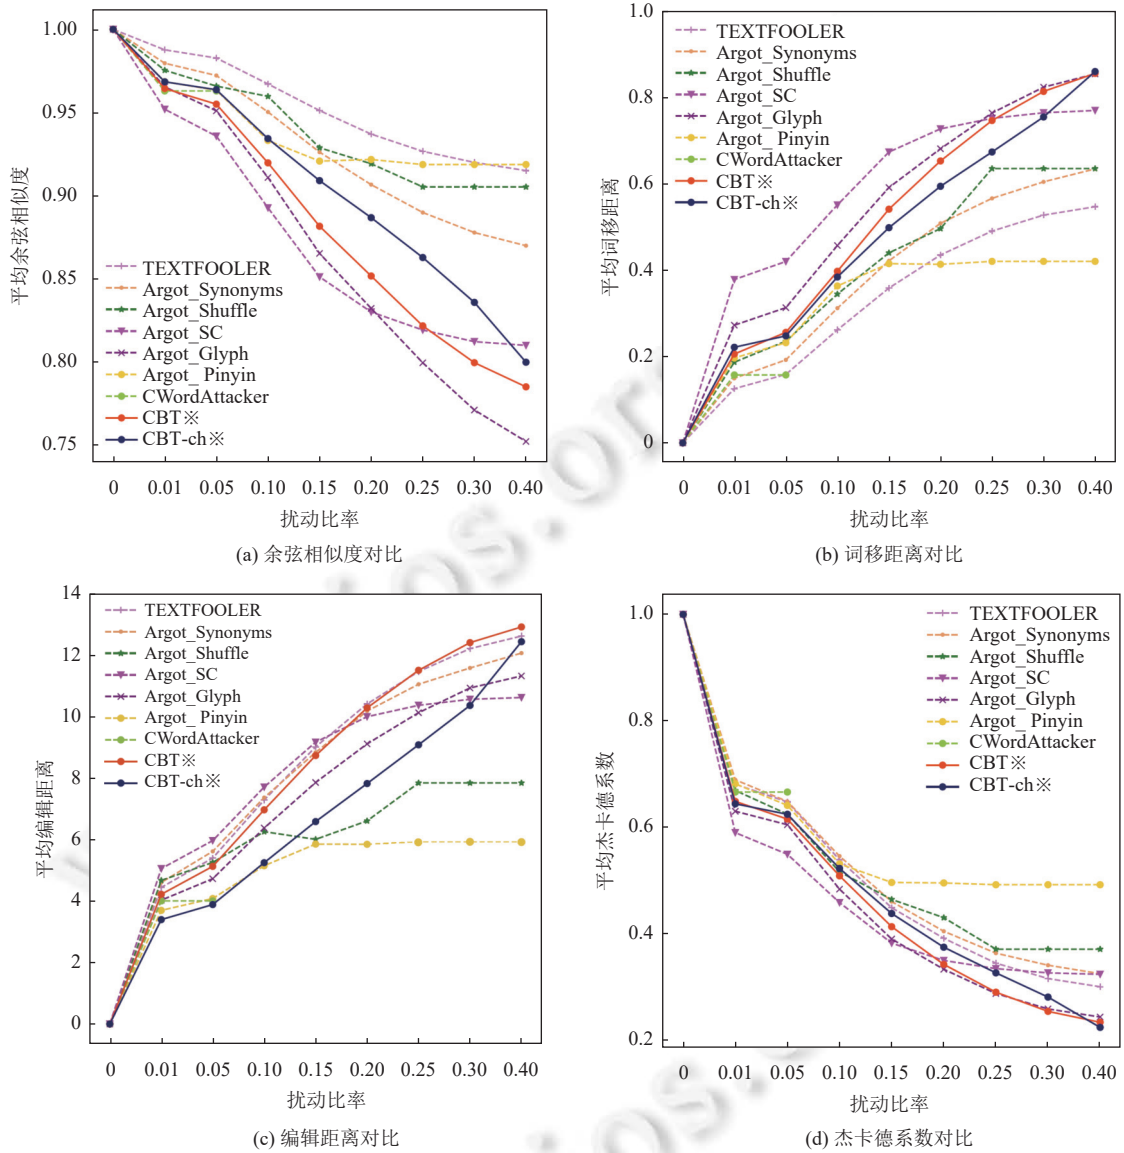 1.00
0.95
0.90
0.85
0.80
0.75
平均余弦相似度
TEXTFOOLER
Argot_Synonyms
Argot_Shuffle
Argot_SC
Argot_Glyph
Argot_ Pinyin
CWordAttacker
CBT※
CBT-ch※
0 0.01 0.05 0.10 0.15 0.20 0.25 0.30 0.40
扰动比率
(a) 余弦相似度对比
1.0
0.8
0.6
0.4
0.2
0
平均词移距离
TEXTFOOLER
Argot_Synonyms
Argot_Shuffle
Argot_SC
Argot_Glyph
Argot_ Pinyin
CWordAttacker
CBT※
CBT-ch※
0 0.01 0.05 0.10 0.15 0.20 0.25 0.30 0.40
扰动比率
(b) 词移距离对比
14
12
10
8
6
4
2
0
平均编辑距离
TEXTFOOLER
Argot_Synonyms
Argot_Shuffle
Argot_SC
Argot_Glyph
Argot_ Pinyin
CWordAttacker
CBT※
CBT-ch※
0 0.01 0.05 0.10 0.15 0.20 0.25 0.30 0.40
扰动比率
(c) 编辑距离对比
1.0
0.8
0.6
0.4
0.2
平均杰卡德系数
TEXTFOOLER
Argot_Synonyms
Argot_Shuffle
Argot_SC
Argot_Glyph
Argot_ Pinyin
CWordAttacker
CBT※
CBT-ch※
0 0.01 0.05 0.10 0.15 0.20 0.25 0.30 0.40
扰动比率
(d) 杰卡德系数对比